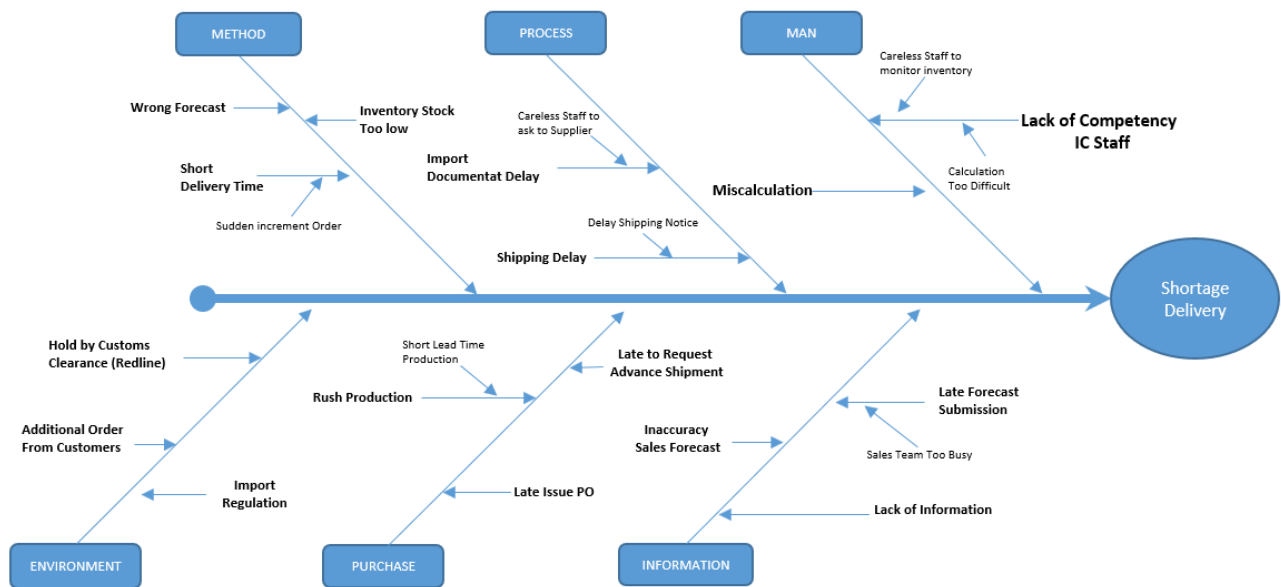 METHOD
PROCESS
MAN
Careless Staff to
monitor inventory
Wrong Forecast
Inventory Stock
Too low
Careless Staff to
ask to Supplier
Lack of Competency
IC Staff
Short
Delivery Time
Import
Documentat Delay
Calculation
Too Difficult
Miscalculation
Sudden increment Order
Delay Shipping Notice
Shipping Delay
Shortage
Delivery
Hold by Customs
Clearance (Redline)
Short Lead Time
Production
Late to Request
Advance Shipment
Rush Production
Late Forecast
Submission
Additional Order
From Customers
Inaccuracy
Sales Forecast
Sales Team Too Busy
Import
Regulation
Late Issue PO
Lack of Information
ENVIRONMENT
PURCHASE
INFORMATION